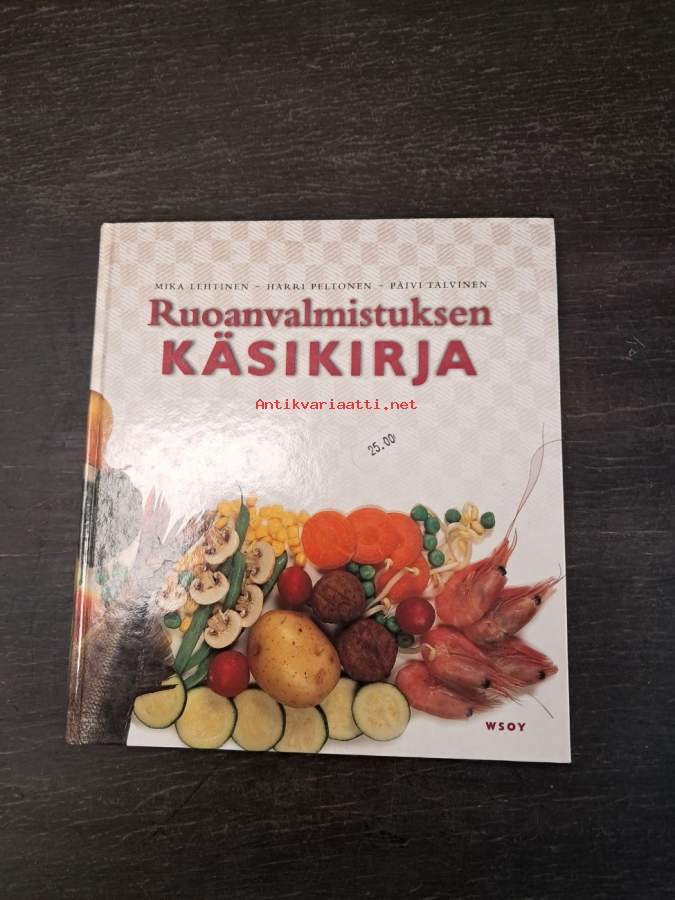 MIKA LEHTINEN – HARRI PELTONEN – PÄIVI TALVINEN
Ruoanvalmistuksen
KÄSIKIRJA
Antikvariaatti.net
25.00
WSOY